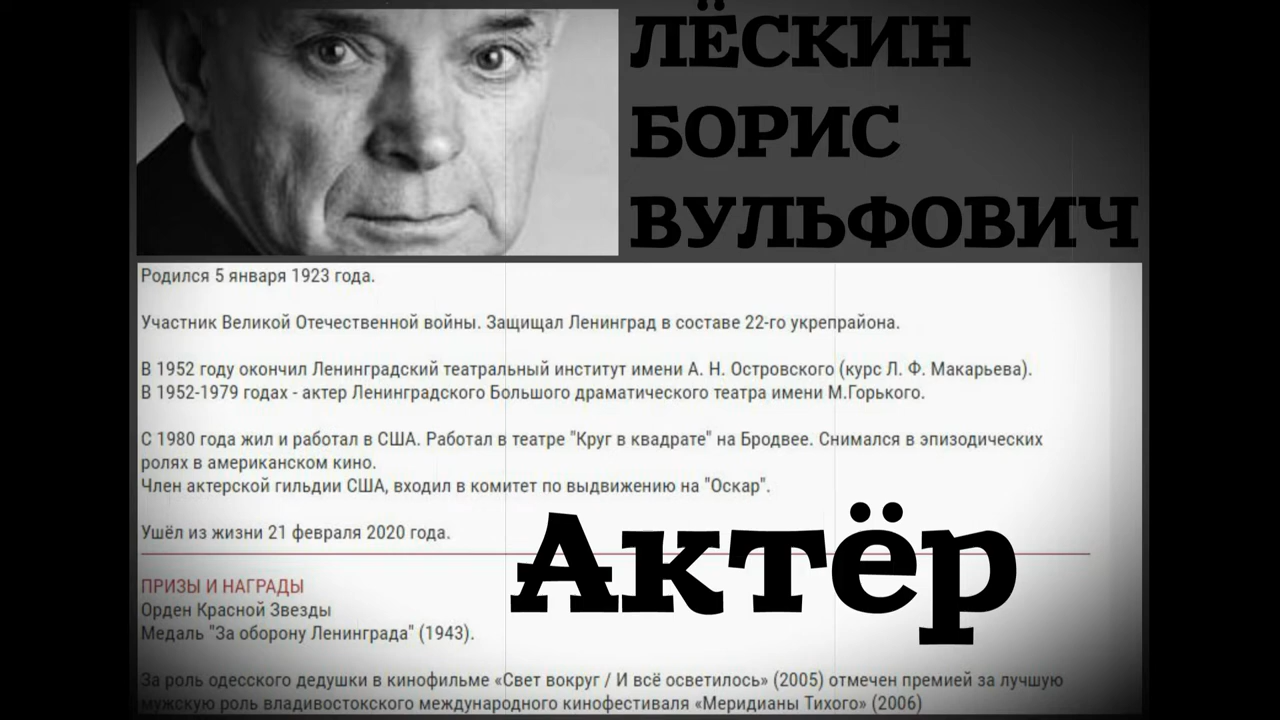 ЛЁСКИН
БОРИС
ВУЛЬФОВИЧ
Родился 5 января 1923 года.
Участник Великой Отечественной войны. Защищал Ленинград в составе 22-го укрепрайона.
В 1952 году окончил Ленинградский театральный институт имени А. Н. Островского (курс Л. Ф. Макарьева).
В 1952-1979 годах - актер Ленинградского Большого драматического театра имени М.Горького.
С 1980 года жил и работал в США. Работал в театре "Круг в квадрате" на Бродвее. Снимался в эпизодических
ролях в американском кино.
Член актерской гильдии США, входил в комитет по выдвижению на "Оскар".
Ушёл из жизни 21 февраля 2020 года.
Актёр
ПРИЗЫ И НАГРАДЫ
Орден Красной Звезды
Медаль "За оборону Ленинграда" (1943).
За роль одесского дедушки в кинофильме «Свет вокруг / И всё осветилось» (2005) отмечен премией за лучшую
мужскую роль владивостокского международного кинофестиваля «Меридианы Тихого» (2006)